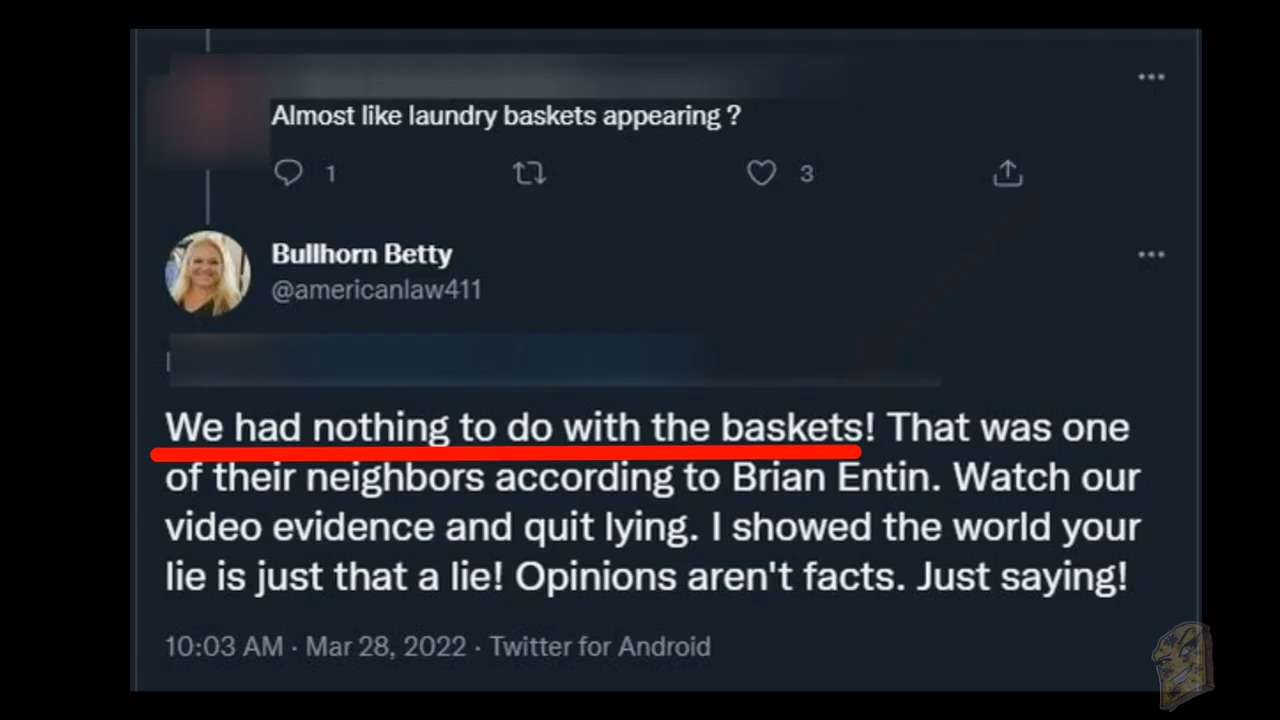 Almost like laundry baskets appearing ?
1
3
Bullhorn Betty
@americanlaw411
We had nothing to do with the baskets! That was one
of their neighbors according to Brian Entin. Watch our
video evidence and quit lying. I showed the world your
lie is just that a lie! Opinions aren't facts. Just saying!
10:03 AM · Mar 28, 2022 · Twitter for Android